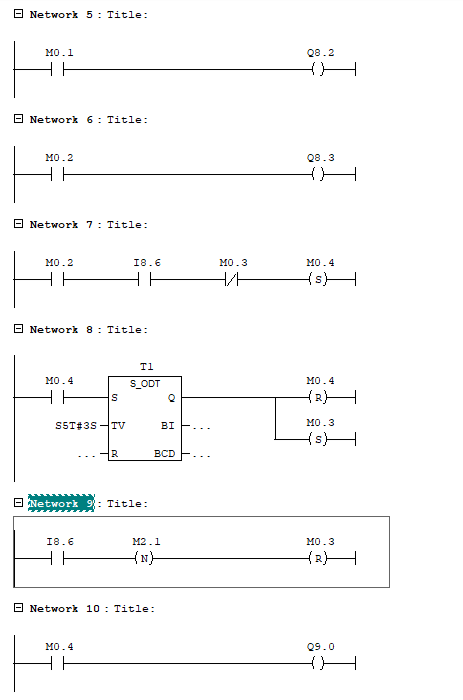 Network 5 : Title:
M0.1 Q8.2
Network 6 : Title:
M0.2 Q8.3
Network 7 : Title:
M0.2 I8.6 M0.3 M0.4
S
Network 8 : Title:
T1
M0.4 S_ODT M0.4
S Q R
M0.3
S5T#3S TV BI ...
S
... R BCD ...
Network 9 : Title:
I8.6 M2.1 M0.3
N R
Network 10 : Title:
M0.4 Q9.0